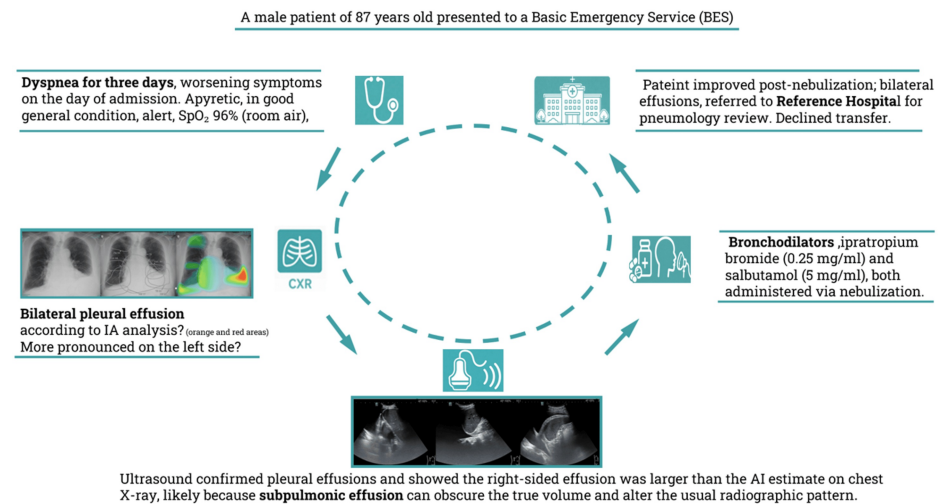 A male patient of 87 years old presented to a Basic Emergency Service (BES)
Dyspnea for three days, worsening symptoms
on the day of admission. Apyretic, in good
general condition, alert, SpO₂ 96% (room air),
Pateint improved post-nebulization; bilateral
effusions, referred to Reference Hospital for
pneumology review. Declined transfer.
CXR
Bronchodilators ,ipratropium
bromide (0.25 mg/ml) and
salbutamol (5 mg/ml), both
administered via nebulization.
Bilateral pleural effusion
according to IA analysis? (orange and red areas)
More pronounced on the left side?
Ultrasound confirmed pleural effusions and showed the right-sided effusion was larger than the AI estimate on chest
X-ray, likely because subpulmonic effusion can obscure the true volume and alter the usual radiographic pattern.